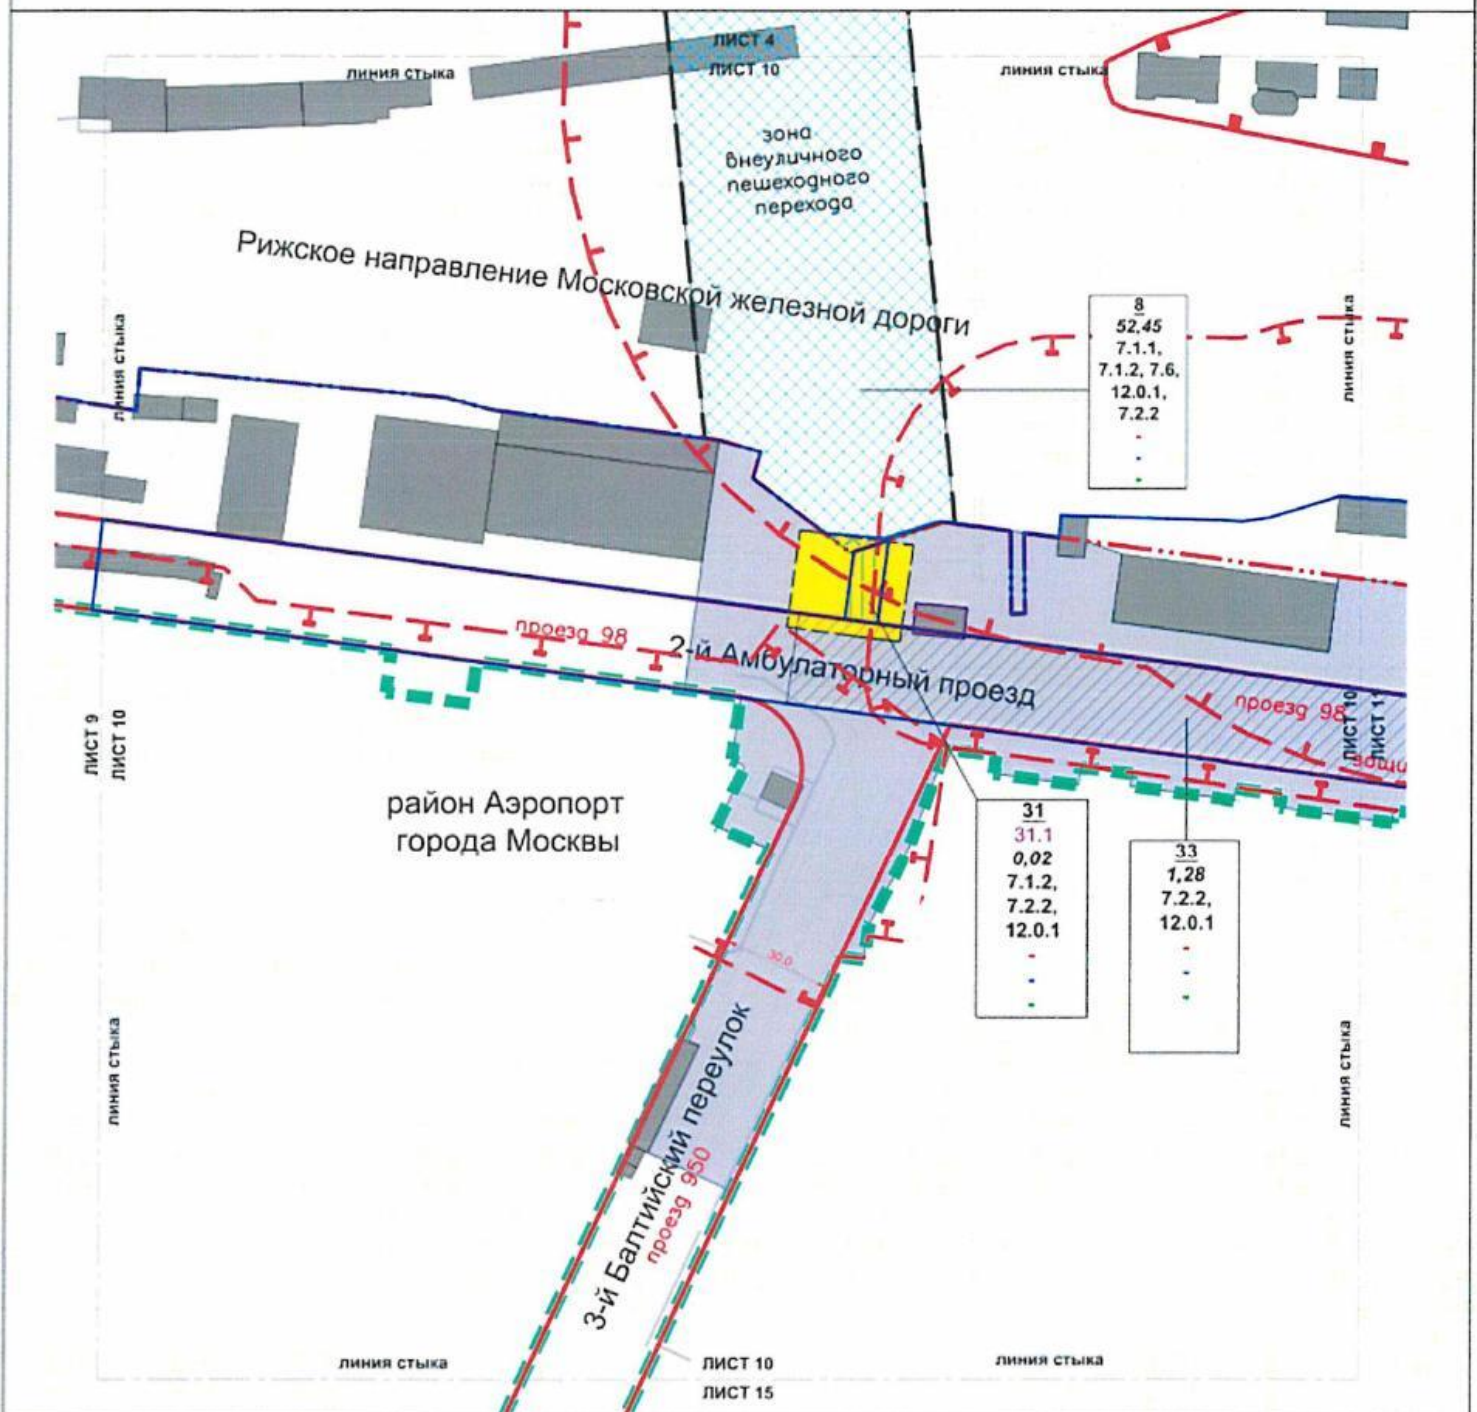 ЛИСТ 4
линия стыка
ЛИСТ 10
линия стыка
зона
внеуличного
пешеходного
перехода
Рижское направление Московской железной дороги
линия стыка
линия стыка
8
52,45
7.1.1,
7.1.2, 7.6,
12.0.1,
7.2.2
-
-
-
проезд 98
2-й Амбулаторный проезд
проезд 98
ЛИСТ 9
ЛИСТ 10
ЛИСТ 10
ЛИСТ 11
район Аэропорт
города Москвы
31
31.1
0,02
7.1.2,
7.2.2,
12.0.1
-
-
-
33
1,28
7.2.2,
12.0.1
-
-
-
30.0
линия стыка
линия стыка
3-й Балтийский переулок
проезд 950
линия стыка
ЛИСТ 10
линия стыка
ЛИСТ 15